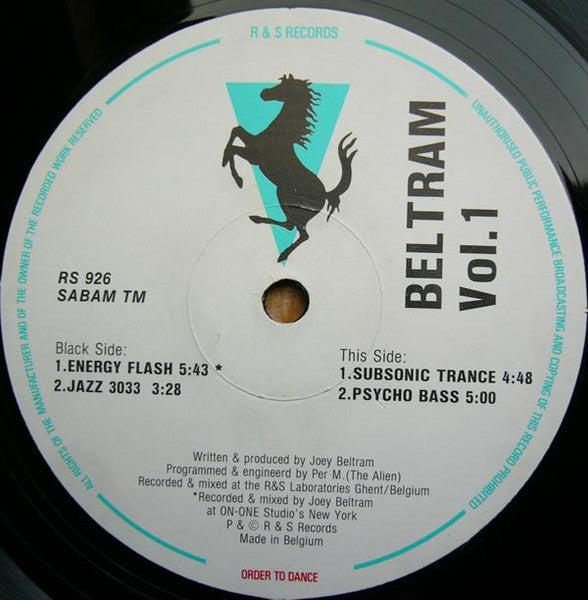 R & S RECORDS
UNAUTHORISED PUBLIC PERFORMANCE BROADCASTING AND COPYING OF THIS RECORD PROHIBITED
ALL RIGHTS OF THE MANUFACTURER AND OF THE OWNER OF THE RECORDED WORK RESERVED
BELTRAM
Vol.1
RS 926
SABAM TM
Black Side:
1.ENERGY FLASH 5:43 *
2.JAZZ 3033 3:28
This Side:
1.SUBSONIC TRANCE 4:48
2.PSYCHO BASS 5:00
Written & produced by Joey Beltram
Programmed & engineerd by Per M.(The Alien)
Recorded & mixed at the R&S Laboratories Ghent/Belgium
*Recorded & mixed by Joey Beltram
at ON-ONE Studio's New York
P & © R & S Records
Made in Belgium
ORDER TO DANCE